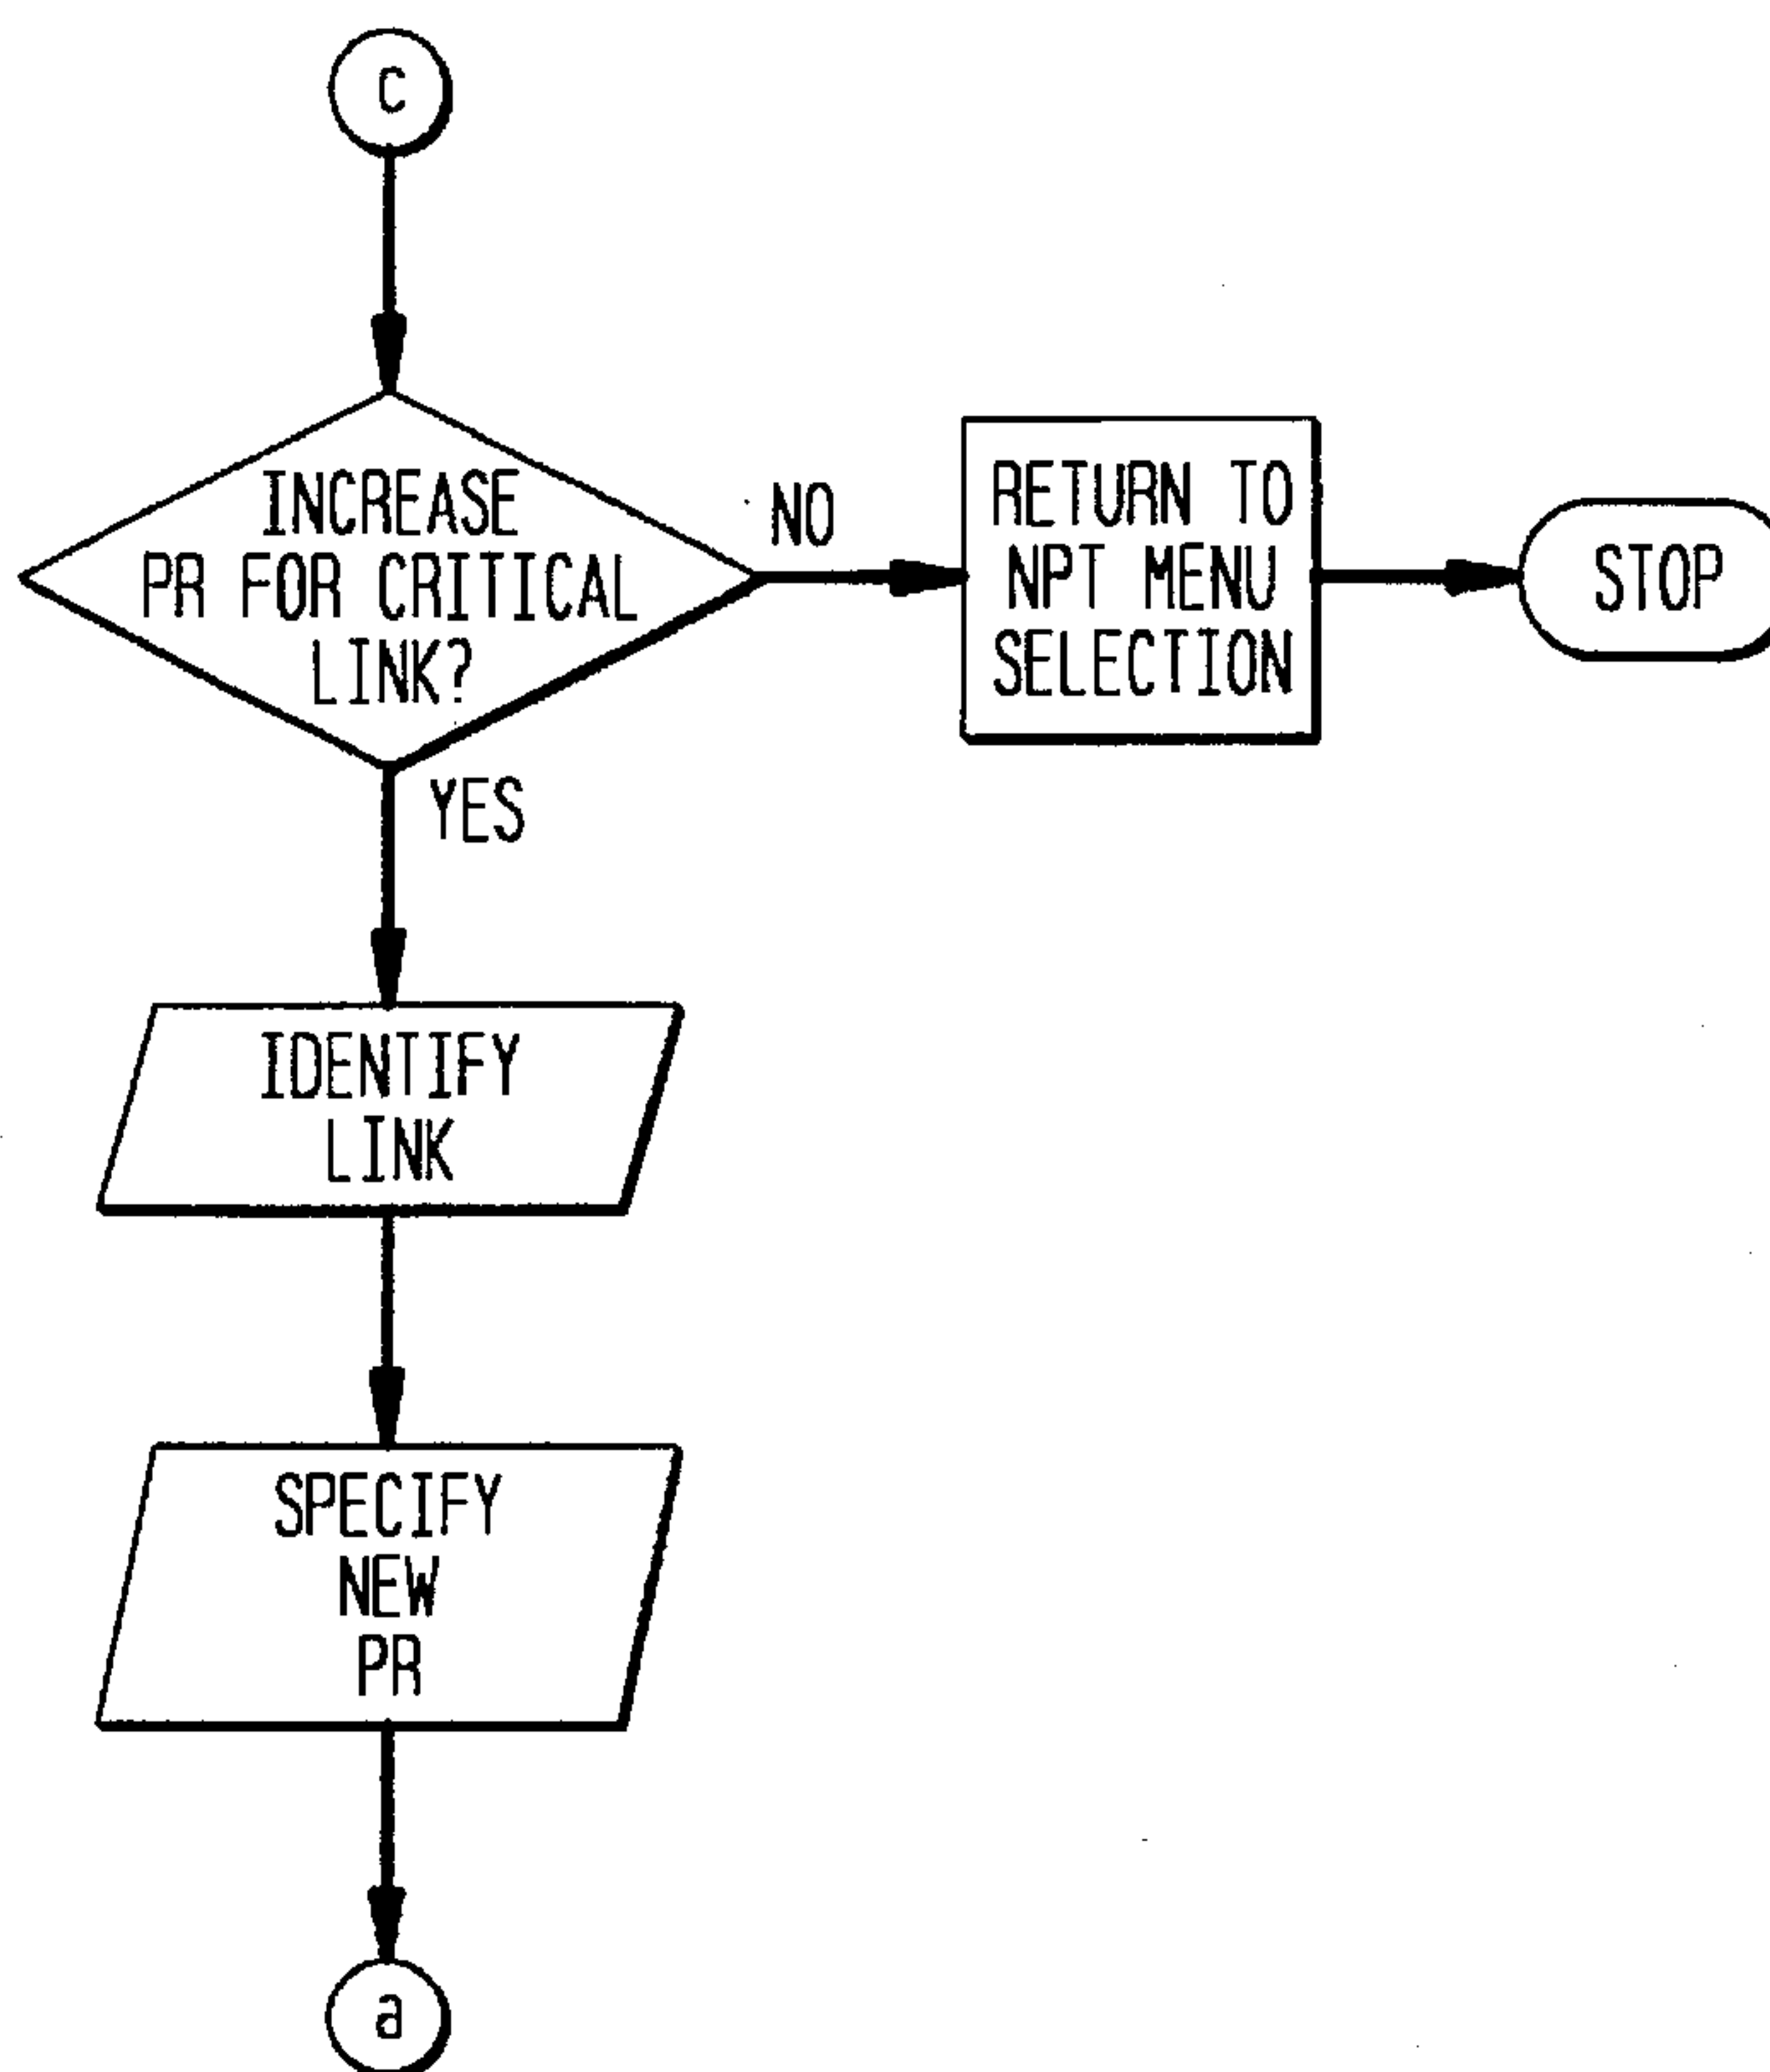 c
INCREASE
PR FOR CRITICAL
LINK?
NO
RETURN TO
NPT MENU
SELECTION
STOP
YES
IDENTIFY
LINK
SPECIFY
NEW
PR
a